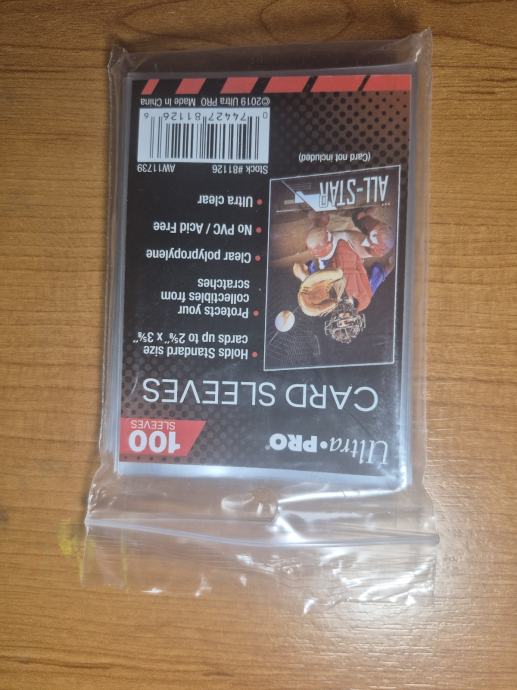 Ultra•PRO®
100
SLEEVES
CARD SLEEVES
• Holds Standard size
cards up to 2⅝" x 3⅝"
• Protects your
collectibles from
scratches
• Clear polypropylene
• No PVC / Acid Free
• Ultra clear
ALL-STAR
(Card not included)
Stock #81126
AW11739
0 74427 81126 6
©2019 Ultra PRO Made in China